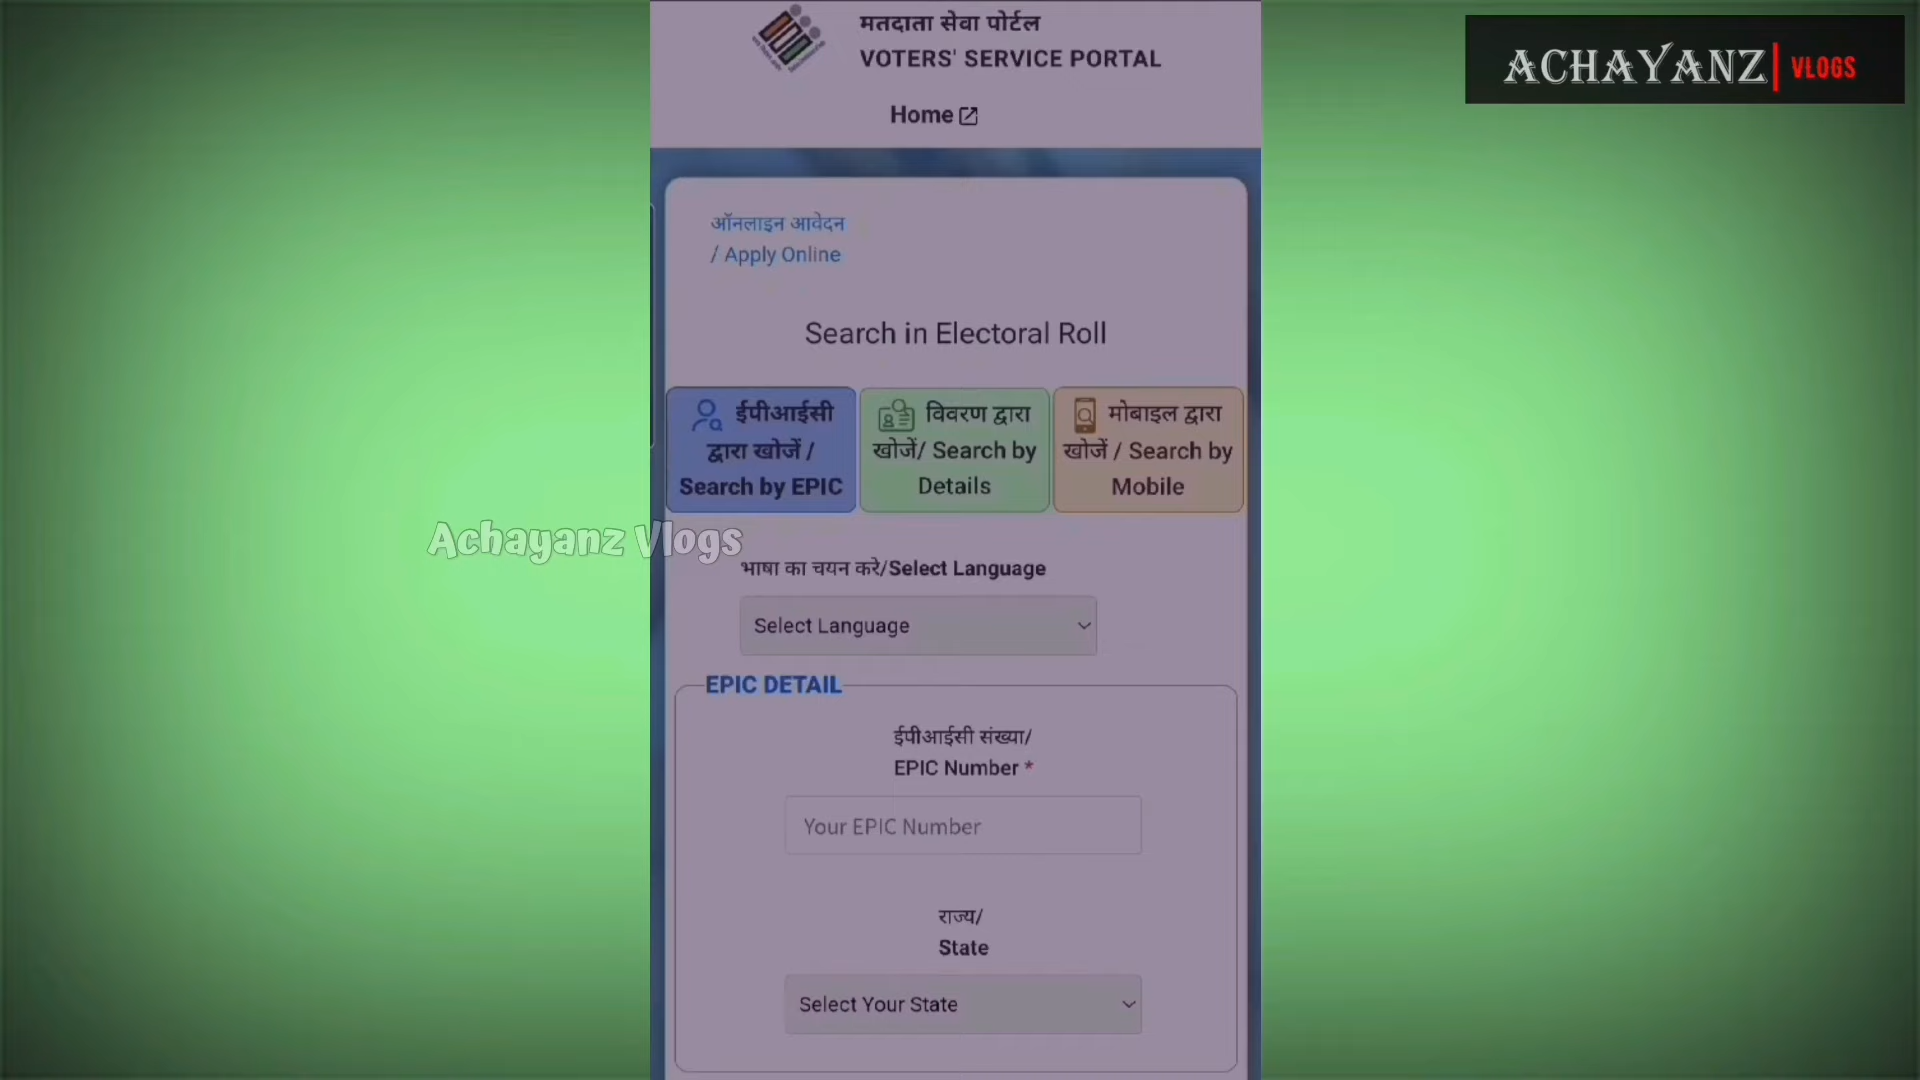 मतदाता सेवा पोर्टल
VOTERS' SERVICE PORTAL
ACHAYANZ VLOGS
Home
ऑनलाइन आवेदन
/ Apply Online
Search in Electoral Roll
ईपीआईसी
द्वारा खोजें /
Search by EPIC
विवरण द्वारा
खोजें/ Search by
Details
मोबाइल द्वारा
खोजें / Search by
Mobile
Achayanz Vlogs
भाषा का चयन करे/Select Language
Select Language
EPIC DETAIL
ईपीआईसी संख्या/
EPIC Number *
Your EPIC Number
राज्य/
State
Select Your State